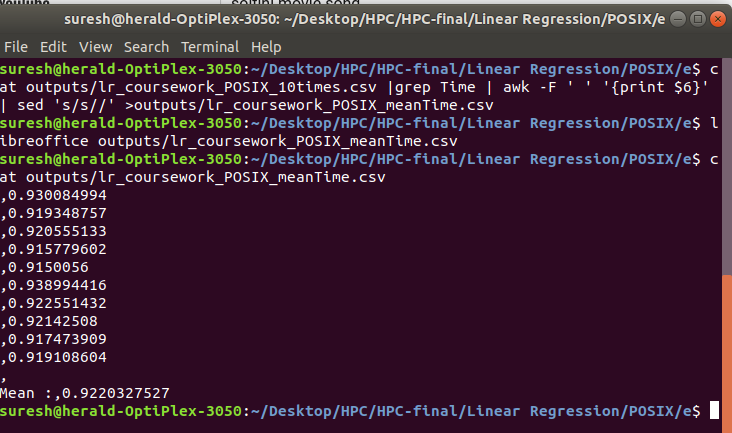 suresh@herald-OptiPlex-3050: ~/Desktop/HPC/HPC-final/Linear Regression/POSIX/e
File Edit View Search Terminal Help
suresh@herald-OptiPlex-3050:~/Desktop/HPC/HPC-final/Linear Regression/POSIX/e$ c
at outputs/lr_coursework_POSIX_10times.csv |grep Time | awk -F ' ' '{print $6}'
| sed 's/s//' >outputs/lr_coursework_POSIX_meanTime.csv
suresh@herald-OptiPlex-3050:~/Desktop/HPC/HPC-final/Linear Regression/POSIX/e$ l
ibreoffice outputs/lr_coursework_POSIX_meanTime.csv
suresh@herald-OptiPlex-3050:~/Desktop/HPC/HPC-final/Linear Regression/POSIX/e$ c
at outputs/lr_coursework_POSIX_meanTime.csv
,0.930084994
,0.919348757
,0.920555133
,0.915779602
,0.9150056
,0.938994416
,0.922551432
,0.92142508
,0.917473909
,0.919108604
,
Mean :,0.9220327527
suresh@herald-OptiPlex-3050:~/Desktop/HPC/HPC-final/Linear Regression/POSIX/e$